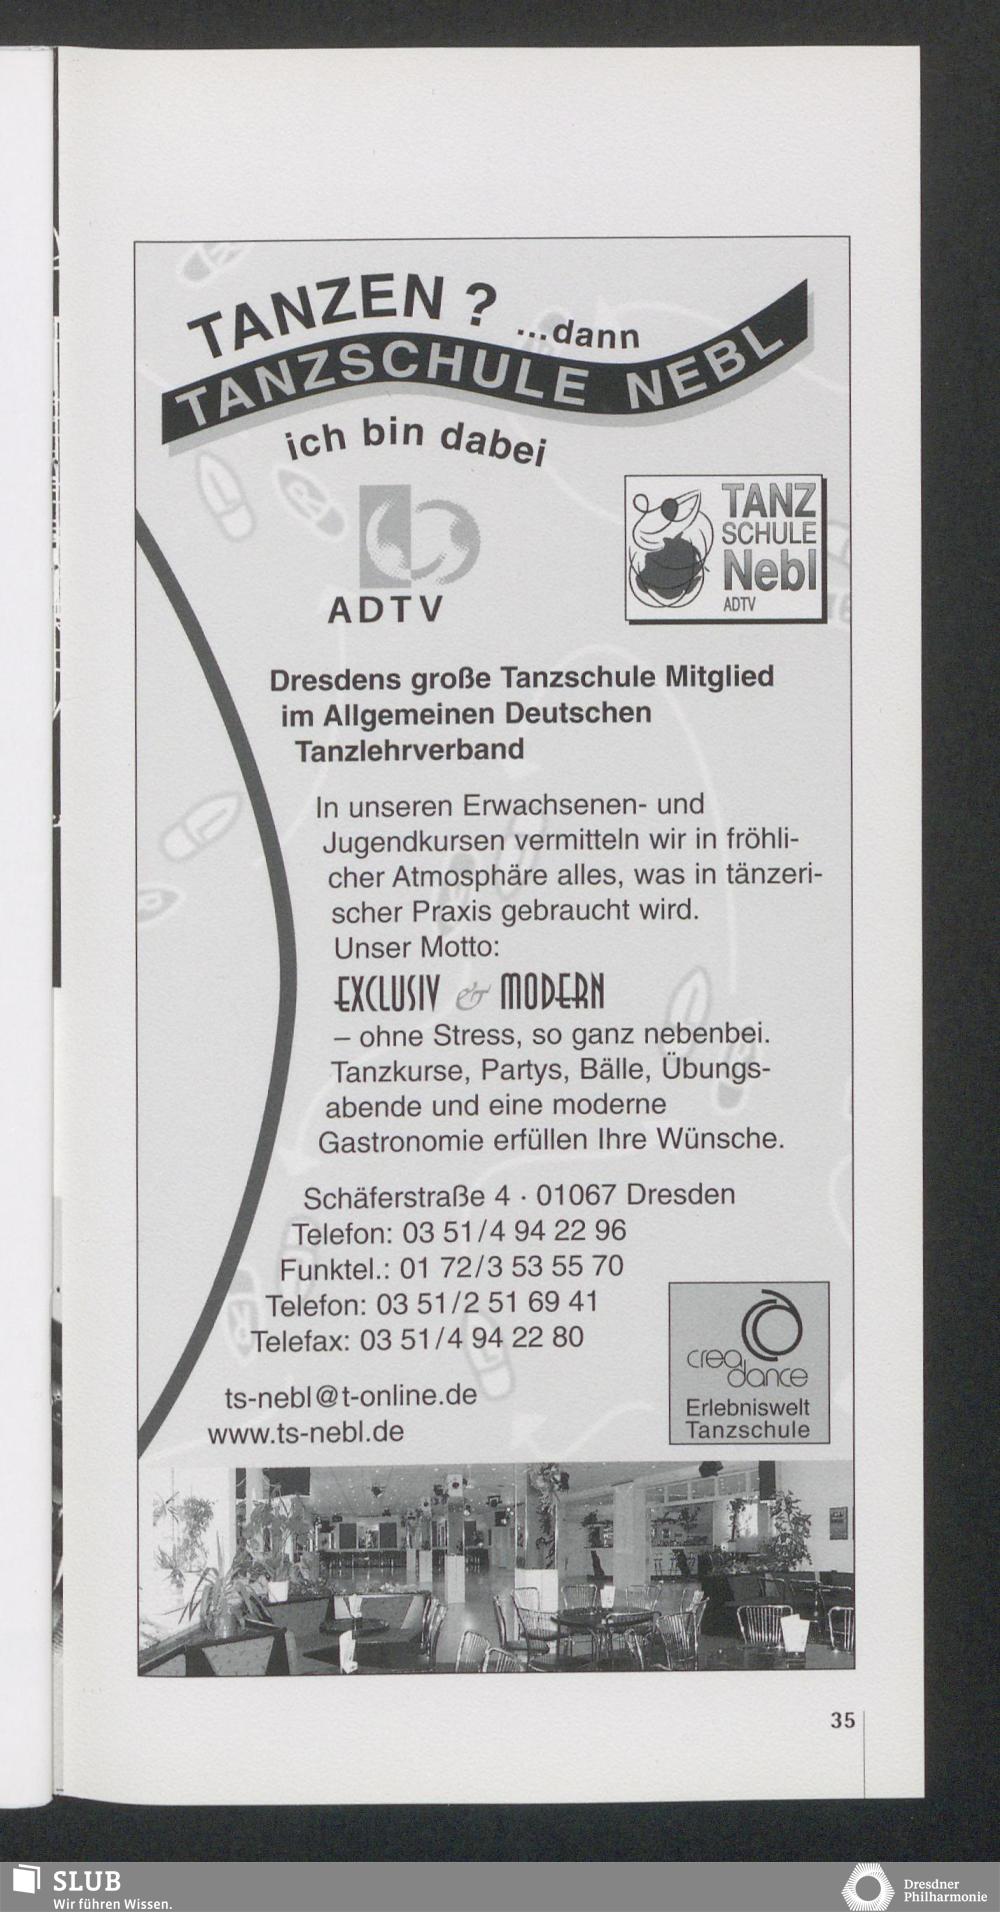 TANZEN ?
...dann
TANZSCHULE NEBL
ich bin dabei
ADTV
TANZ
SCHULE
Nebl
ADTV
Dresdens große Tanzschule Mitglied
im Allgemeinen Deutschen
Tanzlehrverband
In unseren Erwachsenen- und
Jugendkursen vermitteln wir in fröhli-
cher Atmosphäre alles, was in tänzeri-
scher Praxis gebraucht wird.
Unser Motto:
EXCLUSIV & MODERN
– ohne Stress, so ganz nebenbei.
Tanzkurse, Partys, Bälle, Übungs-
abende und eine moderne
Gastronomie erfüllen Ihre Wünsche.
Schäferstraße 4 · 01067 Dresden
Telefon: 03 51/4 94 22 96
Funktel.: 01 72/3 53 55 70
Telefon: 03 51/2 51 69 41
Telefax: 03 51/4 94 22 80
ts-nebl@t-online.de
www.ts-nebl.de
crea
dance
Erlebniswelt
Tanzschule
35
SLUB
Wir führen Wissen.
Dresdner
Philharmonie